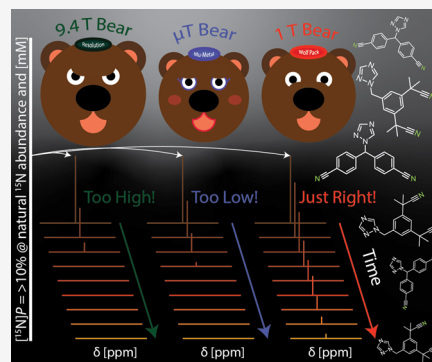 9.4 T Bear
μT Bear
1 T Bear
Resolution
Mu-Metal
Wolf Pack
[¹⁵N]P = >10% @ natural ¹⁵N abundance and [mM]
Too High!
Too Low!
Just Right!
Time
δ [ppm]
δ [ppm]
δ [ppm]